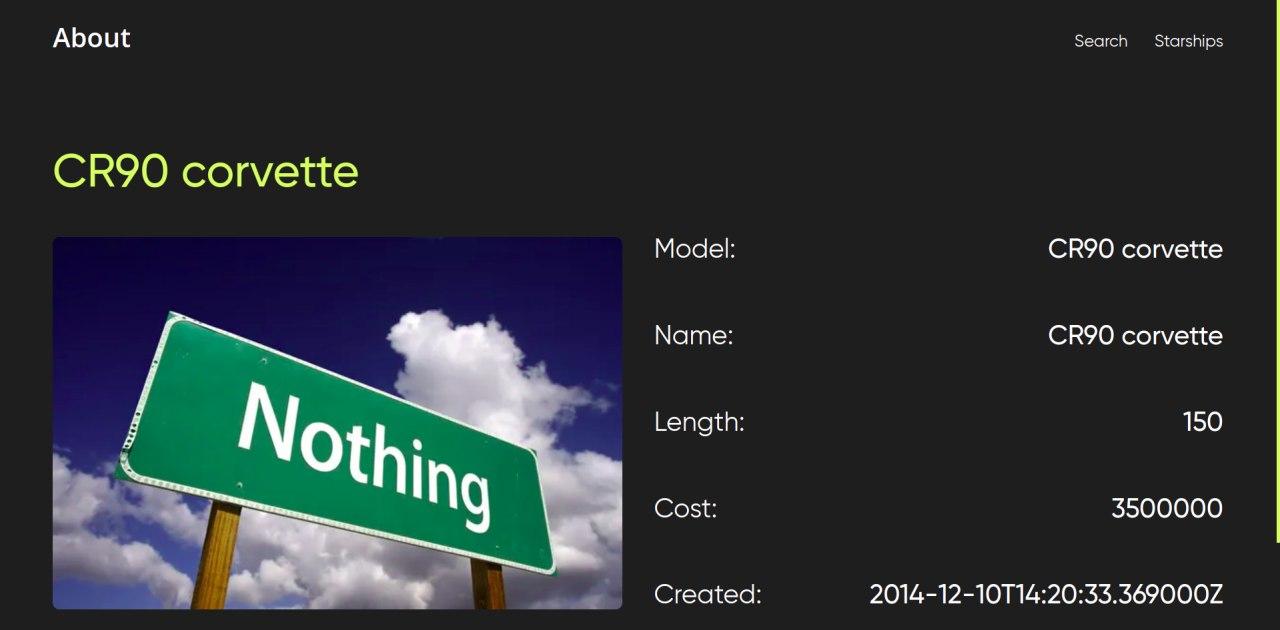 About
Search Starships
CR90 corvette
Nothing
Model: CR90 corvette
Name: CR90 corvette
Length: 150
Cost: 3500000
Created: 2014-12-10T14:20:33.369000Z